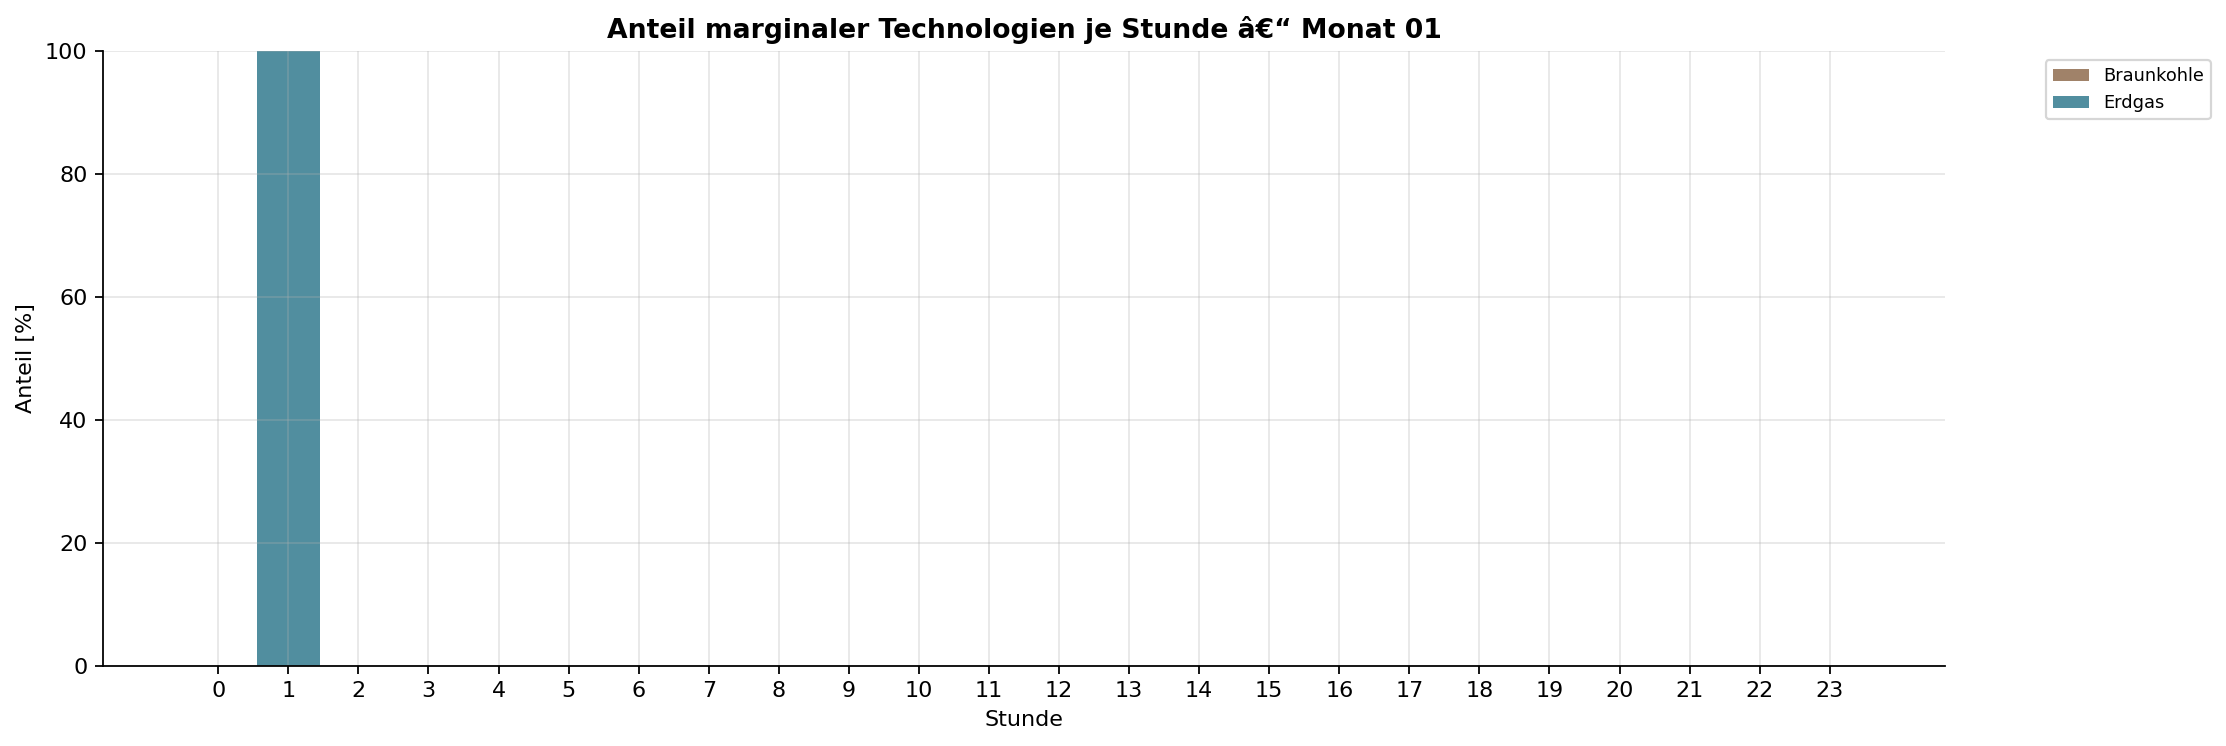 Anteil marginaler Technologien je Stunde â€“ Monat 01
100
80
60
40
20
0
Anteil [%]
0 1 2 3 4 5 6 7 8 9 10 11 12 13 14 15 16 17 18 19 20 21 22 23
Stunde
Braunkohle
Erdgas